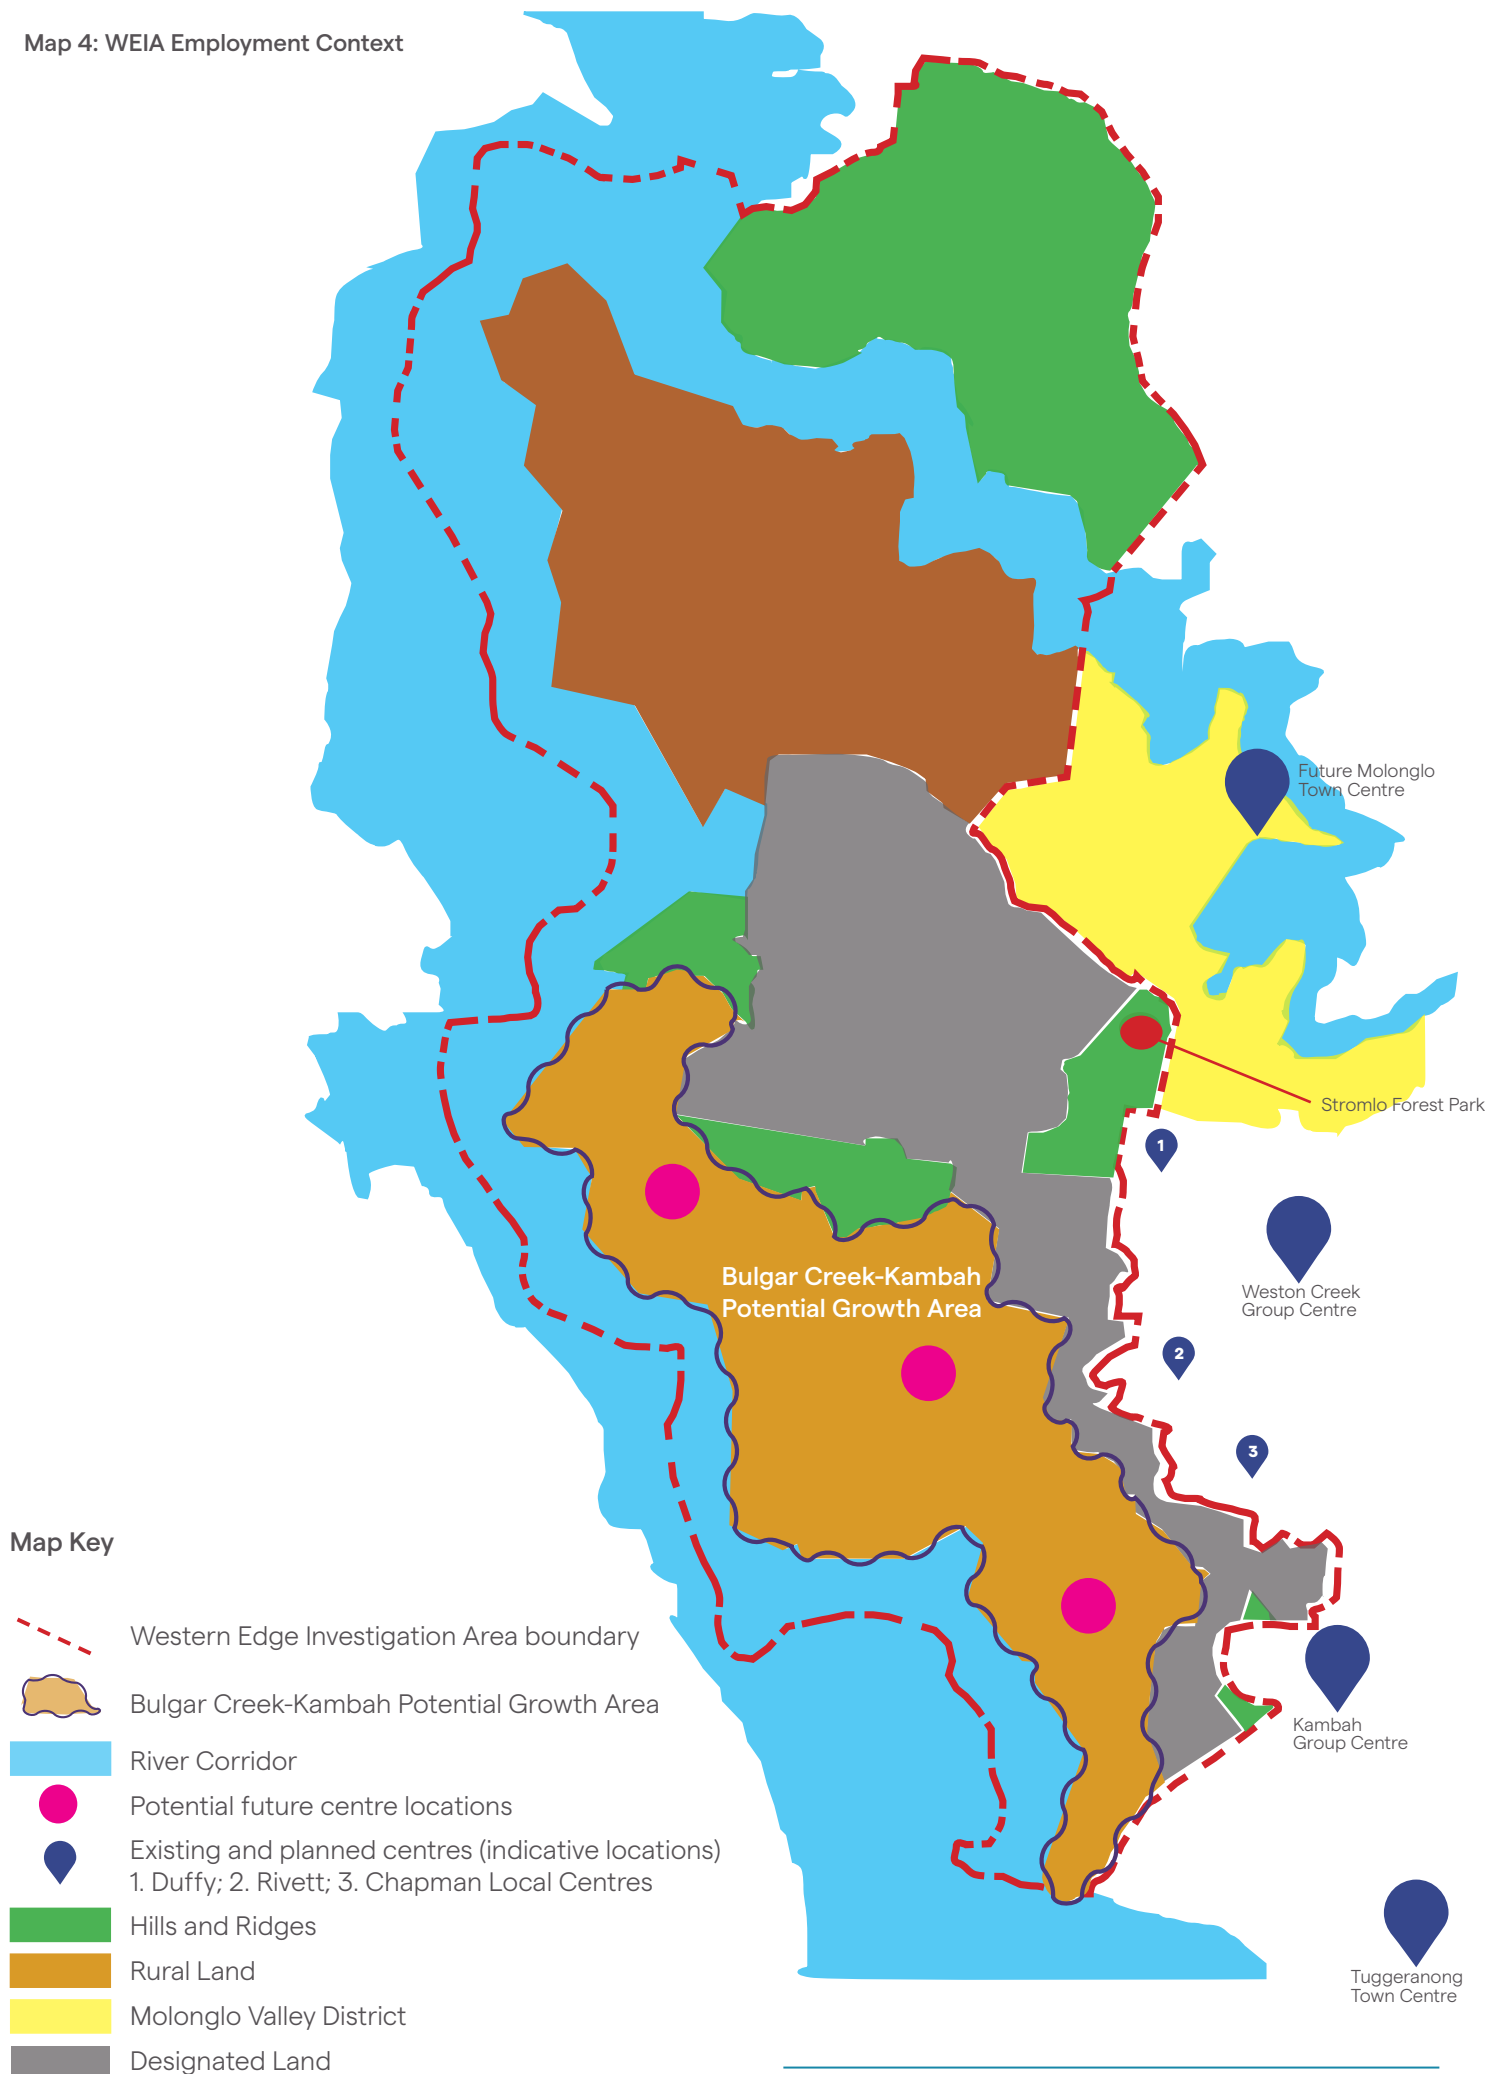 Map 4: WEIA Employment Context
Future Molonglo
Town Centre
Stromlo Forest Park
1
Weston Creek
Group Centre
Bulgar Creek-Kambah
Potential Growth Area
2
3
Kambah
Group Centre
Tuggeranong
Town Centre
Map Key
Western Edge Investigation Area boundary
Bulgar Creek-Kambah Potential Growth Area
River Corridor
Potential future centre locations
Existing and planned centres (indicative locations)
1. Duffy; 2. Rivett; 3. Chapman Local Centres
Hills and Ridges
Rural Land
Molonglo Valley District
Designated Land